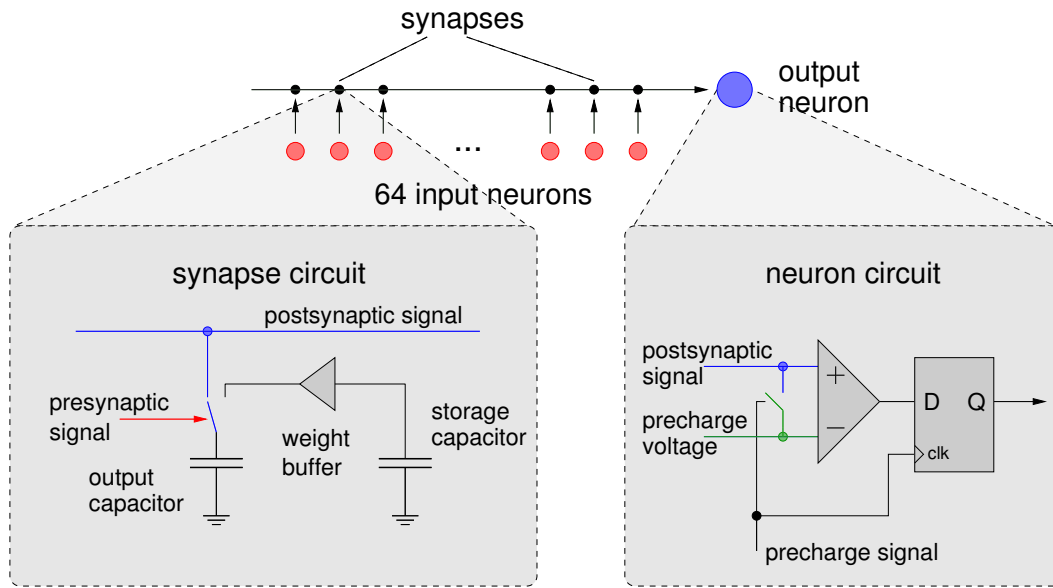 synapses
output
neuron
...
64 input neurons
synapse circuit
postsynaptic signal
presynaptic
signal
weight
buffer
storage
capacitor
output
capacitor
neuron circuit
postsynaptic
signal
precharge
voltage
+
−
D Q
clk
precharge signal